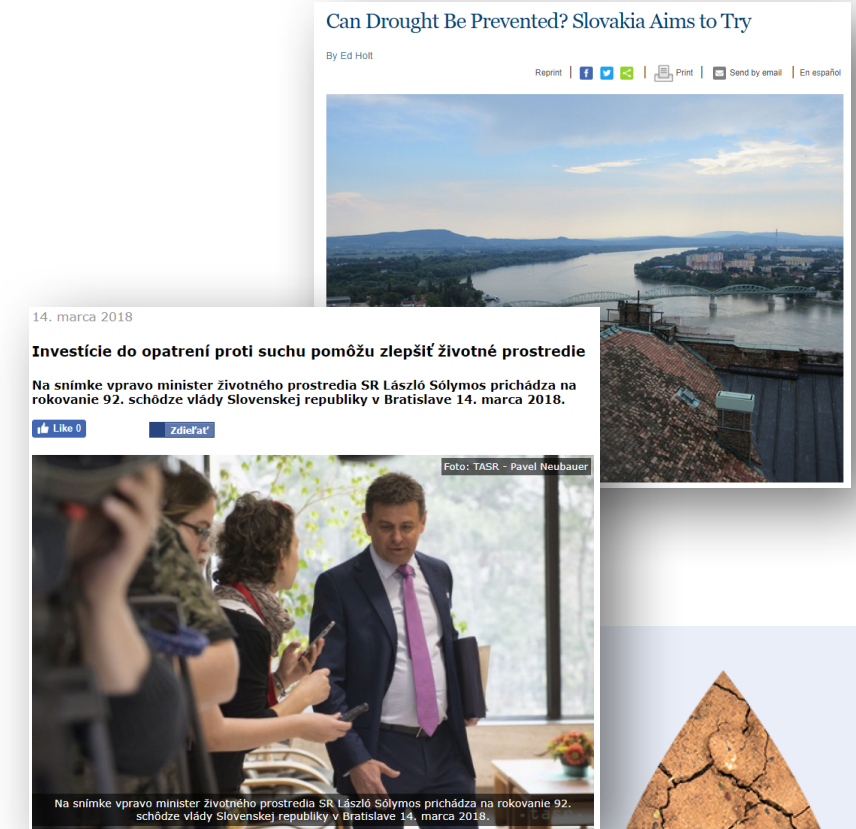 Can Drought Be Prevented? Slovakia Aims to Try
By Ed Holt
Reprint | Print | Send by email | En español
14. marca 2018
Investície do opatrení proti suchu pomôžu zlepšiť životné prostredie
Na snímke vpravo minister životného prostredia SR László Sólymos prichádza na
rokovanie 92. schôdze vlády Slovenskej republiky v Bratislave 14. marca 2018.
Like 0
Zdieľať
Foto: TASR - Pavel Neubauer
Na snímke vpravo minister životného prostredia SR László Sólymos prichádza na rokovanie 92.
schôdze vlády Slovenskej republiky v Bratislave 14. marca 2018.